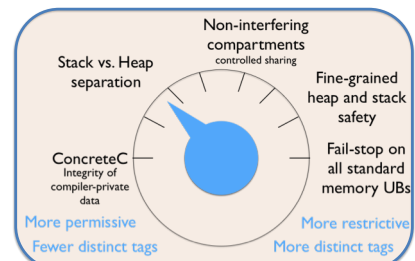 Non-interfering
compartments
controlled sharing
Stack vs. Heap
separation
Fine-grained
heap and stack
safety
ConcreteC
Integrity of
compiler-private
data
Fail-stop on
all standard
memory UBs
More permissive
Fewer distinct tags
More restrictive
More distinct tags